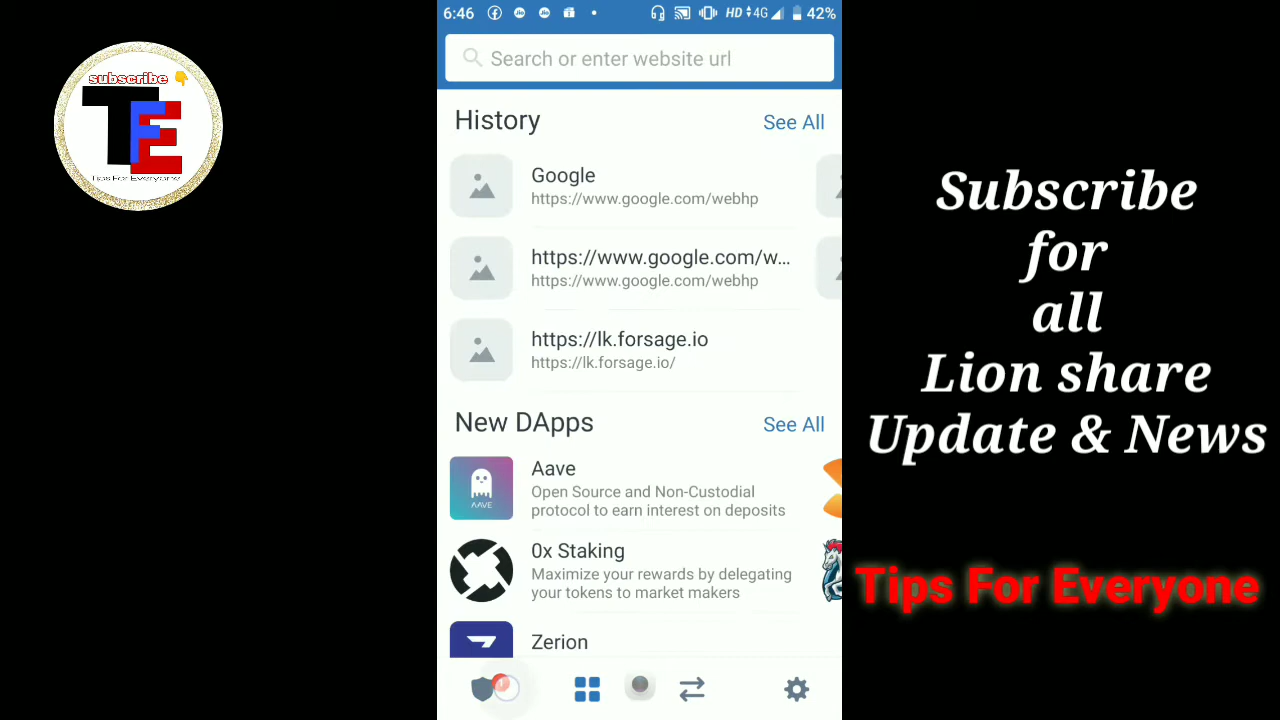 subscribe
TFE
Tips For Everyone
6:46
HD 4G 42%
Search or enter website url
History
See All
Google
https://www.google.com/webhp
https://www.google.com/w...
https://www.google.com/webhp
https://lk.forsage.io
https://lk.forsage.io/
New DApps
See All
Aave
Open Source and Non-Custodial
protocol to earn interest on deposits
AAVE
0x Staking
Maximize your rewards by delegating
your tokens to market makers
Zerion
Subscribe
for
all
Lion share
Update & News
Tips For Everyone